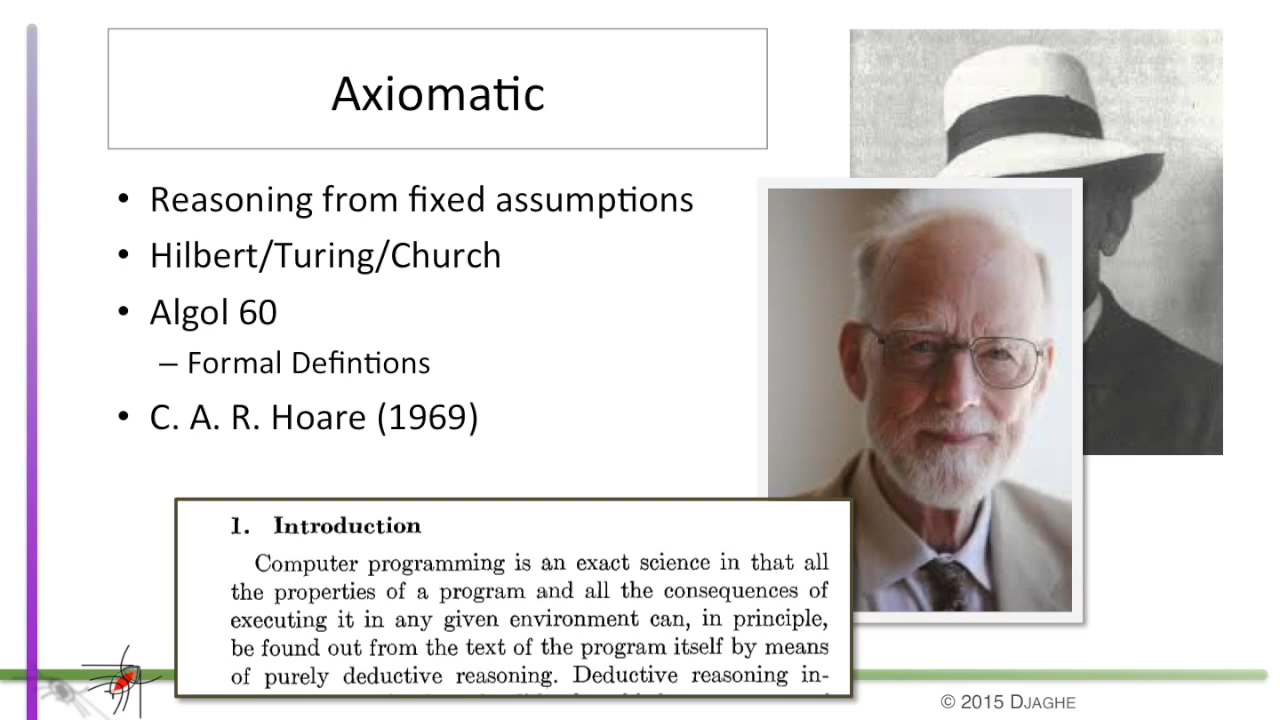 Axiomatic
• Reasoning from fixed assumptions
• Hilbert/Turing/Church
• Algol 60
– Formal Defintions
• C. A. R. Hoare (1969)
1. Introduction
Computer programming is an exact science in that all
the properties of a program and all the consequences of
executing it in any given environment can, in principle,
be found out from the text of the program itself by means
of purely deductive reasoning. Deductive reasoning in-
© 2015 DJAGHE